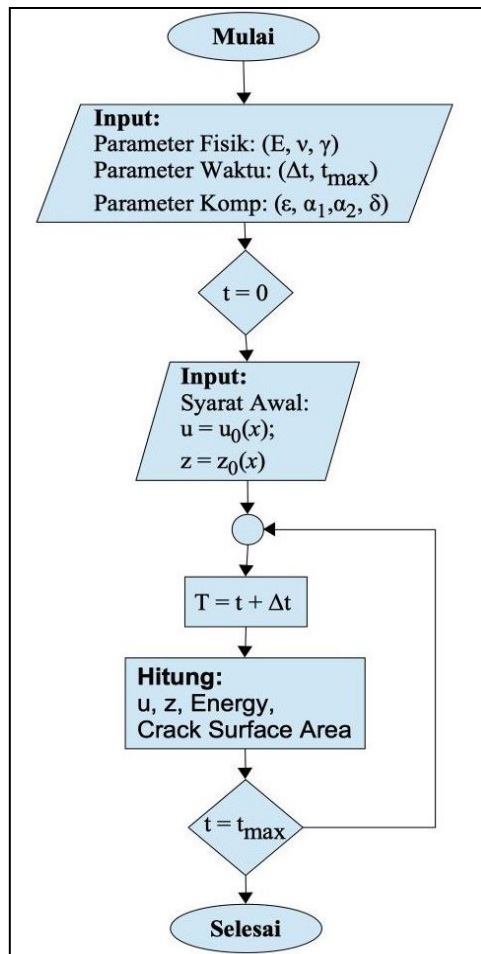 Mulai
Input:
Parameter Fisik: (E, ν, γ)
Parameter Waktu: (Δt, tmax)
Parameter Komp: (ε, α1,α2, δ)
t = 0
Input:
Syarat Awal:
u = u0(x);
z = z0(x)
T = t + Δt
Hitung:
u, z, Energy,
Crack Surface Area
t = tmax
Selesai